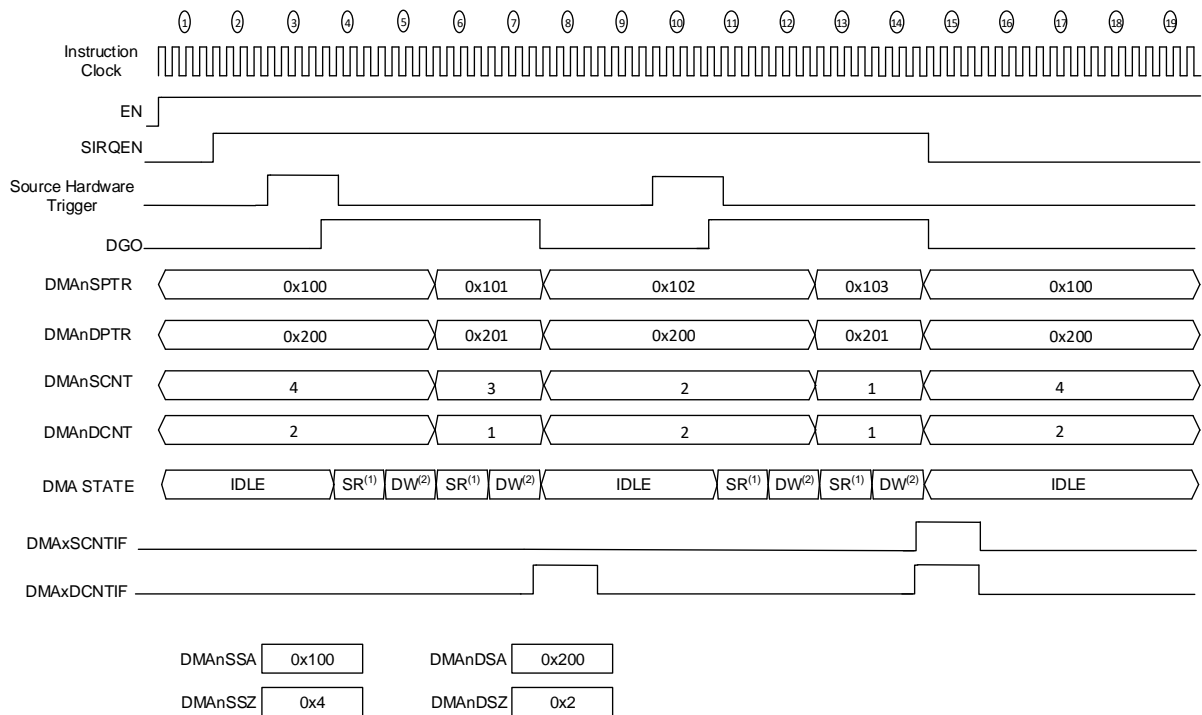 1 2 3 4 5 6 7 8 9 10 11 12 13 14 15 16 17 18 19
Instruction
Clock
EN
SIRQEN
Source Hardware
Trigger
DGO
DMAnSPTR 0x100 0x101 0x102 0x103 0x100
DMAnDPTR 0x200 0x201 0x200 0x201 0x200
DMAnSCNT 4 3 2 1 4
DMAnDCNT 2 1 2 1 2
DMA STATE IDLE SR(1) DW(2) SR(1) DW(2) IDLE SR(1) DW(2) SR(1) DW(2) IDLE
DMAxSCNTIF
DMAxDCNTIF
DMAnSSA 0x100 DMAnDSA 0x200
DMAnSSZ 0x4 DMAnDSZ 0x2